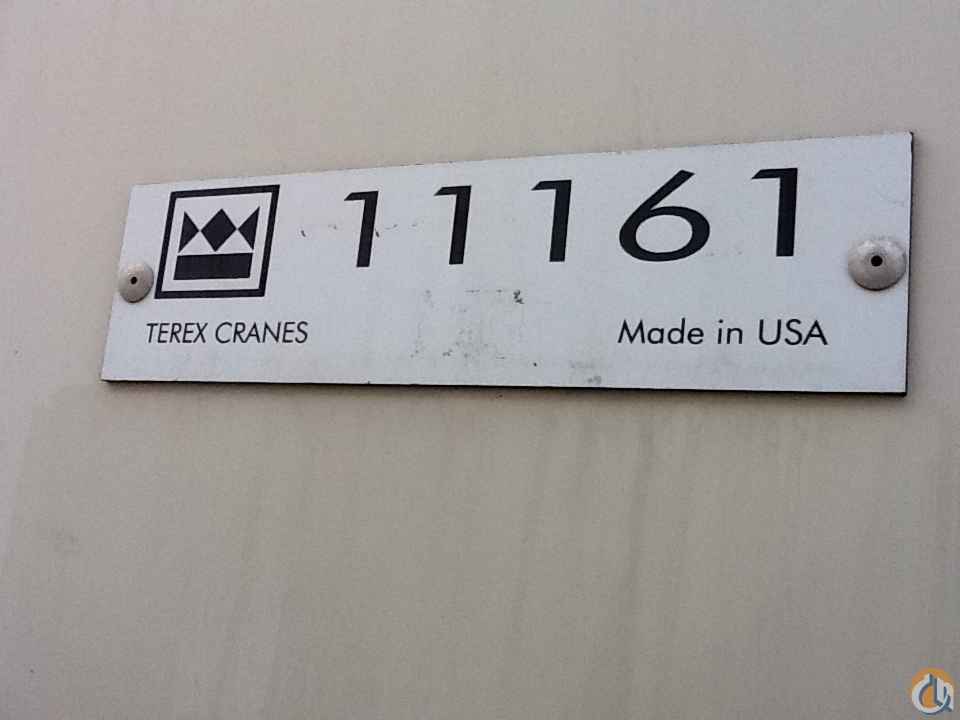 11161
TEREX CRANES
Made in USA